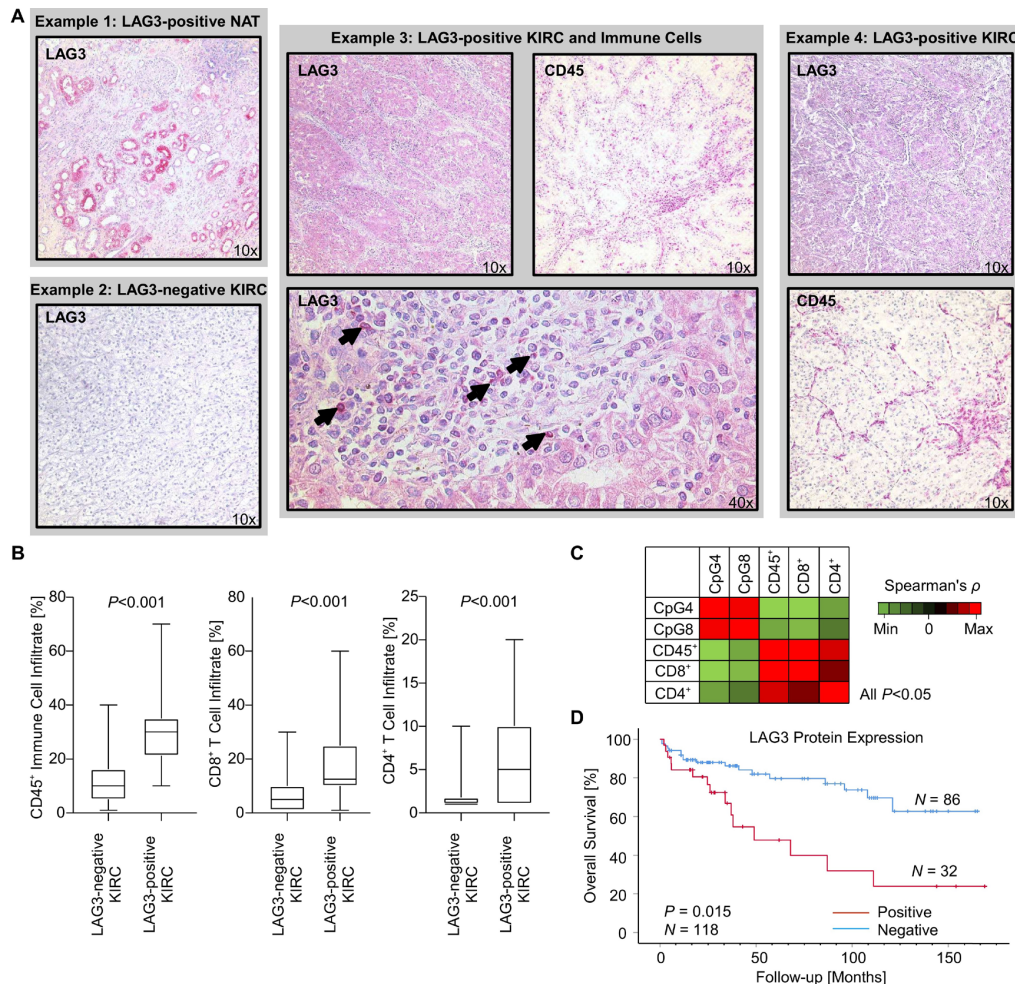 A
Example 1: LAG3-positive NAT
LAG3
10x
Example 2: LAG3-negative KIRC
LAG3
10x
Example 3: LAG3-positive KIRC and Immune Cells
LAG3
10x
CD45
10x
LAG3
40x
Example 4: LAG3-positive KIRC
LAG3
10x
CD45
10x
B
CD45⁺ Immune Cell Infiltrate [%]
80
60
40
20
0
P<0.001
LAG3-negative KIRC
LAG3-positive KIRC
CD8⁺ T Cell Infiltrate [%]
80
60
40
20
0
P<0.001
LAG3-negative KIRC
LAG3-positive KIRC
CD4⁺ T Cell Infiltrate [%]
25
20
15
10
5
0
P<0.001
LAG3-negative KIRC
LAG3-positive KIRC
C
CpG4
CpG8
CD45⁺
CD8⁺
CD4⁺
CpG4
CpG8
CD45⁺
CD8⁺
CD4⁺
Spearman's ρ
Min 0 Max
All P<0.05
D
LAG3 Protein Expression
Overall Survival [%]
100
80
60
40
20
0
N = 86
N = 32
P = 0.015
N = 118
Positive
Negative
0 50 100 150
Follow-up [Months]